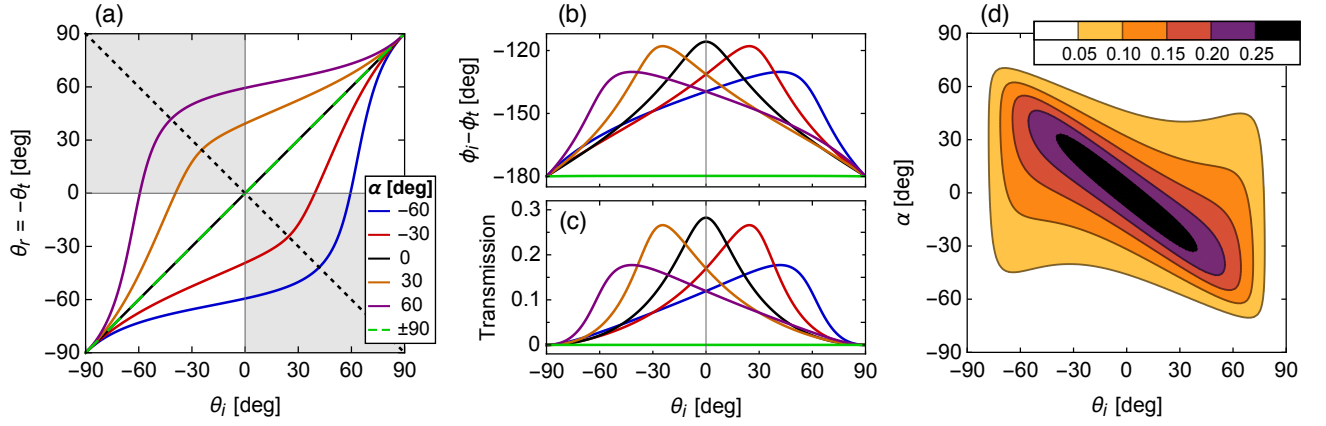 (a)
90
60
30
0
−30
−60
−90
θr = −θt [deg]
−90 −60 −30 0 30 60 90
θi [deg]
α [deg]
−60
−30
0
30
60
±90
(b)
−120
−150
−180
ϕi−ϕt [deg]
(c)
0.3
0.2
0.1
0
Transmission
−90 −60 −30 0 30 60 90
θi [deg]
(d)
0.05 0.10 0.15 0.20 0.25
90
60
30
0
−30
−60
−90
α [deg]
−90 −60 −30 0 30 60 90
θi [deg]